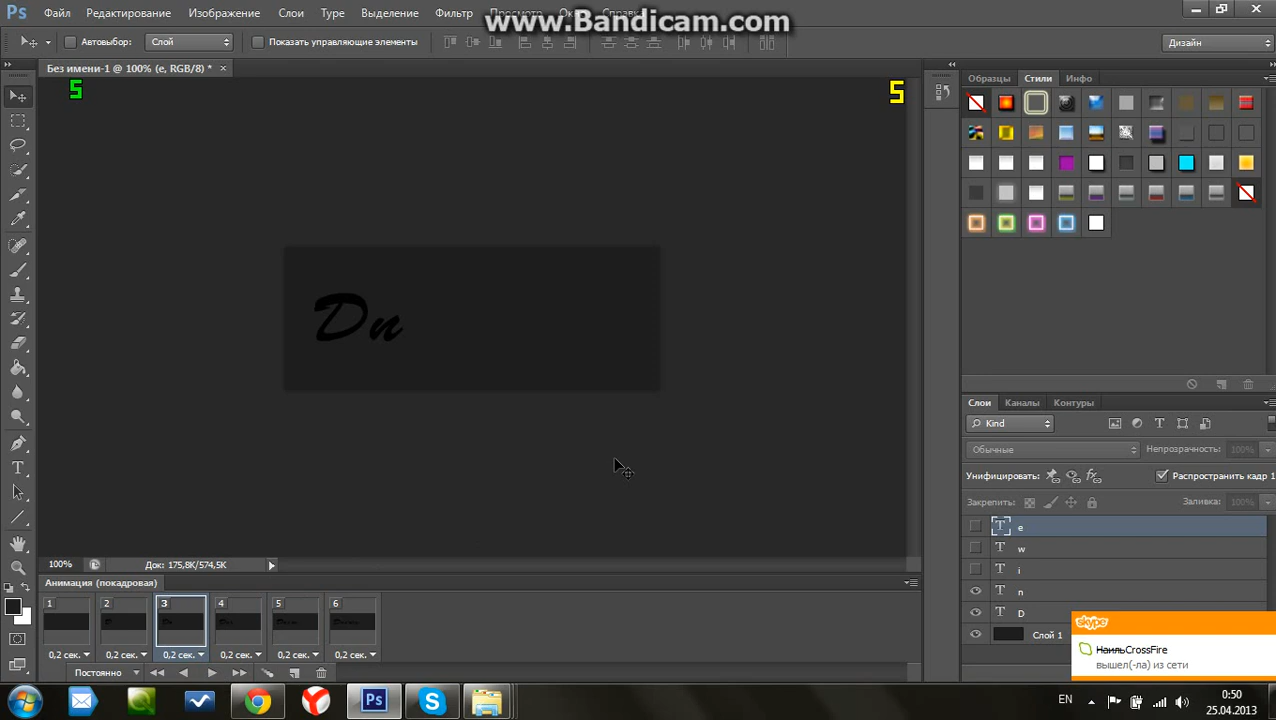 www.Bandicam.com
Ps Файл Редактирование Изображение Слои Type Выделение Фильтр Просмотр Окно Справка
Автовыбор: Слой Показать управляющие элементы Дизайн
Без имени-1 @ 100% (e, RGB/8) * ×
Образцы Стили Инфо
5 5
Dn
Слои Каналы Контуры
Kind
Обычные Непрозрачность: 100%
Унифицировать: Распространить кадр 1
Закрепить: Заливка: 100%
T e
T w
T i
T n
T D
Слой 1
skype
НаильCrossFire
вышел(-ла) из сети
100% Док: 175,8K/574,5K
Анимация (покадровая)
1 2 3 4 5 6
0,2 сек. 0,2 сек. 0,2 сек. 0,2 сек. 0,2 сек. 0,2 сек.
Постоянно
Ps
EN 0:50
25.04.2013